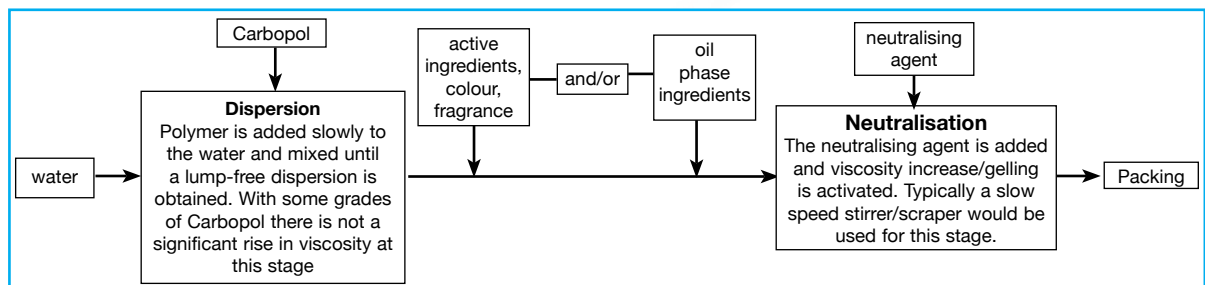 Carbopol
active
ingredients,
colour,
fragrance
and/or
oil
phase
ingredients
neutralising
agent
water
Dispersion
Polymer is added slowly to
the water and mixed until
a lump-free dispersion is
obtained. With some grades
of Carbopol there is not a
significant rise in viscosity at
this stage
Neutralisation
The neutralising agent is added
and viscosity increase/gelling
is activated. Typically a slow
speed stirrer/scraper would be
used for this stage.
Packing